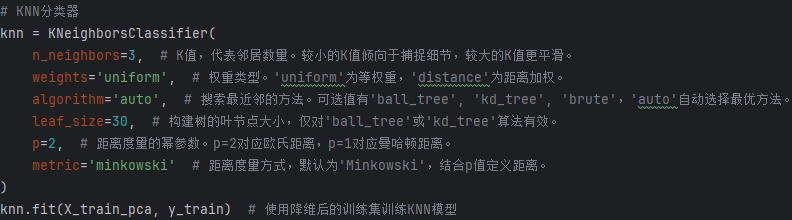 # KNN分类器
knn = KNeighborsClassifier(
    n_neighbors=3,  # K值，代表邻居数量。较小的K值倾向于捕捉细节，较大的K值更平滑。
    weights='uniform',  # 权重类型。'uniform'为等权重，'distance'为距离加权。
    algorithm='auto',  # 搜索最近邻的方法。可选值有'ball_tree', 'kd_tree', 'brute'，'auto'自动选择最优方法。
    leaf_size=30,  # 构建树的叶节点大小，仅对'ball_tree'或'kd_tree'算法有效。
    p=2,  # 距离度量的幂参数。p=2对应欧氏距离，p=1对应曼哈顿距离。
    metric='minkowski'  # 距离度量方式，默认为'Minkowski'，结合p值定义距离。
)
knn.fit(X_train_pca, y_train)  # 使用降维后的训练集训练KNN模型